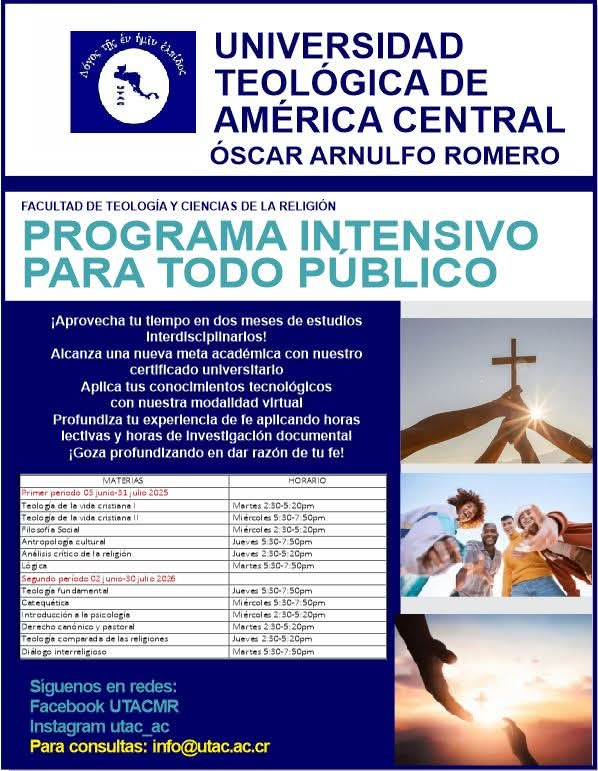 Λόγος τῆς ἐν ἡμῖν ἐλπίδος
UTAC
UNIVERSIDAD
TEOLÓGICA DE
AMÉRICA CENTRAL
ÓSCAR ARNULFO ROMERO
FACULTAD DE TEOLOGÍA Y CIENCIAS DE LA RELIGIÓN
PROGRAMA INTENSIVO
PARA TODO PÚBLICO
¡Aprovecha tu tiempo en dos meses de estudios
interdisciplinarios!
Alcanza una nueva meta académica con nuestro
certificado universitario
Aplica tus conocimientos tecnológicos
con nuestra modalidad virtual
Profundiza tu experiencia de fe aplicando horas
lectivas y horas de investigación documental
¡Goza profundizando en dar razón de tu fe!
MATERIAS HORARIO
Primer periodo 03 junio-31 julio 2025
Teología de la vida cristiana I Martes 2:30-5:20pm
Teología de la vida cristiana II Miércoles 5:30-7:50pm
Filosofía Social Miércoles 2:30-5:20pm
Antropología cultural Jueves 5:30-7:50pm
Análisis crítico de la religión Jueves 2:30-5:20pm
Lógica Martes 5:30-7:50pm
Segundo período 02 junio-30 julio 2026
Teología fundamental Jueves 5:30-7:50pm
Catequética Miércoles 5:30-7:50pm
Introducción a la psicología Miércoles 2:30-5:20pm
Derecho canónico y pastoral Martes 2:30-5:20pm
Teología comparada de las religiones Jueves 2:30-5:20pm
Diálogo interreligioso Martes 5:30-7:50pm
Síguenos en redes:
Facebook UTACMR
Instagram utac_ac
Para consultas: info@utac.ac.cr